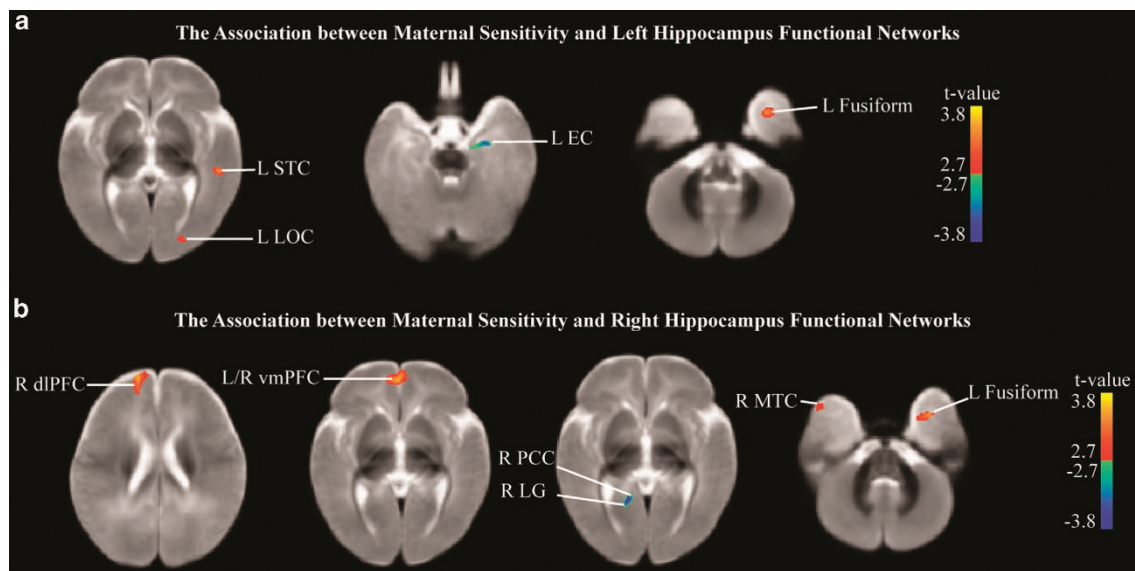 a
The Association between Maternal Sensitivity and Left Hippocampus Functional Networks
L STC
L LOC
L EC
L Fusiform
t-value
3.8
2.7
-2.7
-3.8
b
The Association between Maternal Sensitivity and Right Hippocampus Functional Networks
R dlPFC
L/R vmPFC
R PCC
R LG
R MTC
L Fusiform
t-value
3.8
2.7
-2.7
-3.8